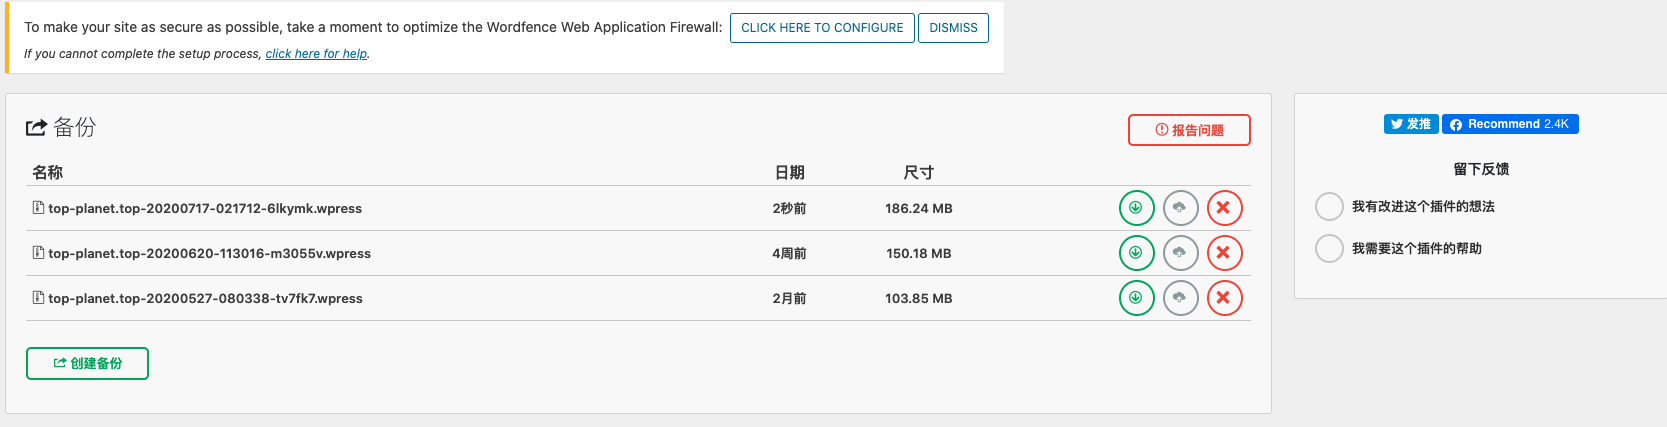 To make your site as secure as possible, take a moment to optimize the Wordfence Web Application Firewall: CLICK HERE TO CONFIGURE DISMISS
If you cannot complete the setup process, click here for help.
备份
报告问题
名称 日期 尺寸
top-planet.top-20200717-021712-6lkymk.wpress 2秒前 186.24 MB
top-planet.top-20200620-113016-m3055v.wpress 4周前 150.18 MB
top-planet.top-20200527-080338-tv7fk7.wpress 2月前 103.85 MB
创建备份
发推 Recommend 2.4K
留下反馈
我有改进这个插件的想法
我需要这个插件的帮助